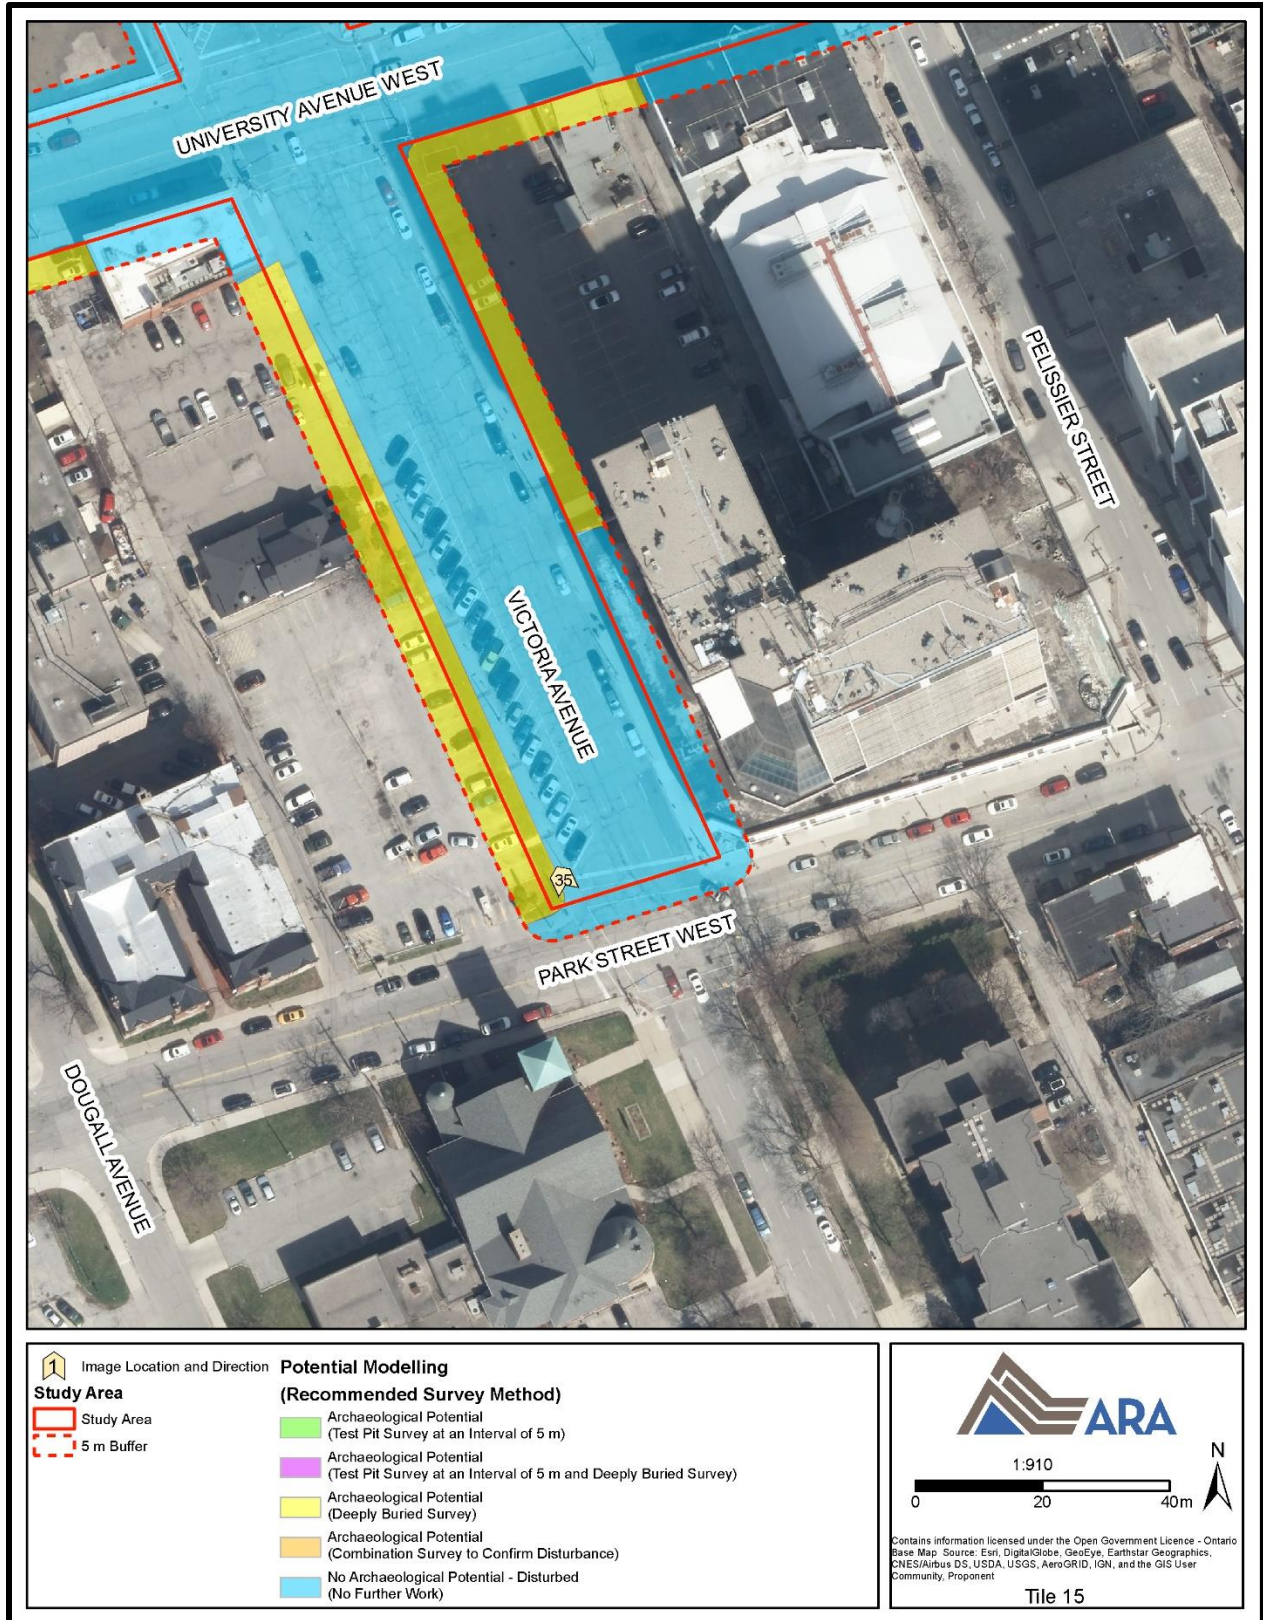 UNIVERSITY AVENUE WEST
PELISSIER STREET
VICTORIA AVENUE
35
PARK STREET WEST
DOUGALL AVENUE
1 Image Location and Direction
Study Area
Study Area
5 m Buffer
Potential Modelling
(Recommended Survey Method)
Archaeological Potential
(Test Pit Survey at an Interval of 5 m)
Archaeological Potential
(Test Pit Survey at an Interval of 5 m and Deeply Buried Survey)
Archaeological Potential
(Deeply Buried Survey)
Archaeological Potential
(Combination Survey to Confirm Disturbance)
No Archaeological Potential - Disturbed
(No Further Work)
ARA
N
1:910
0 20 40m
Contains information licensed under the Open Government Licence - Ontario
Base Map Source: Esri, DigitalGlobe, GeoEye, Earthstar Geographics,
CNES/Airbus DS, USDA, USGS, AeroGRID, IGN, and the GIS User
Community, Proponent
Tile 15